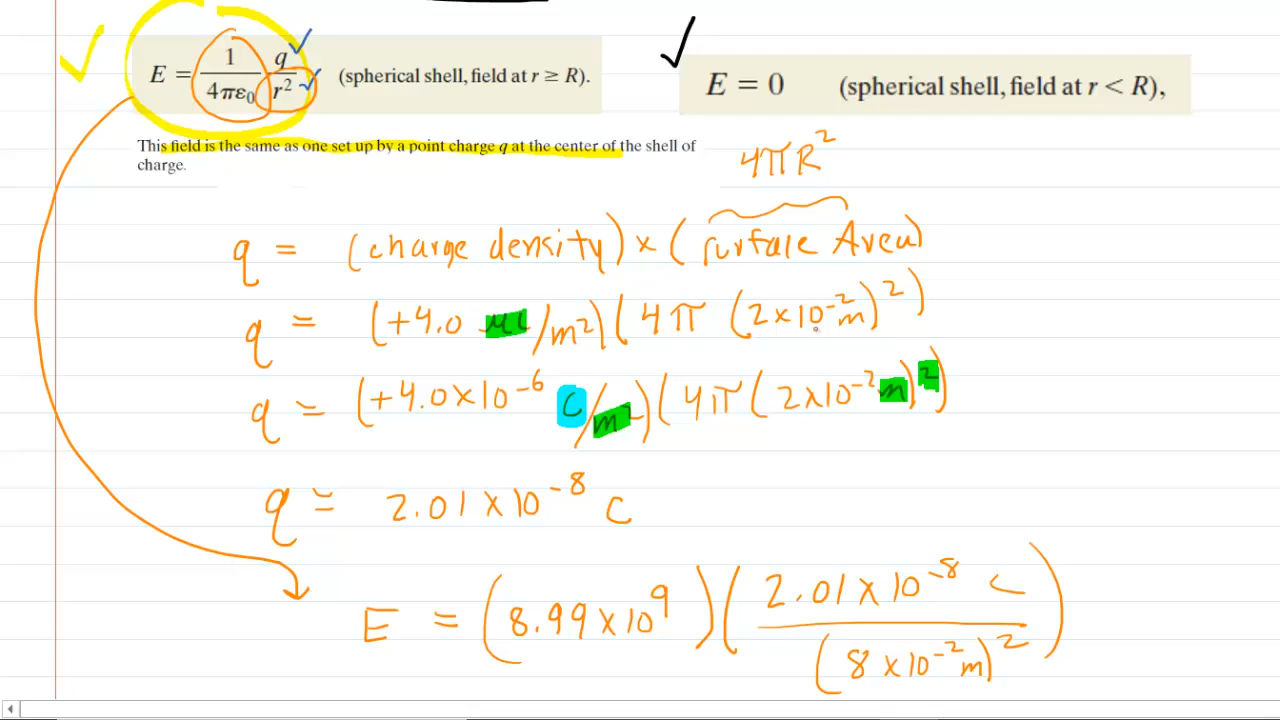 E = 1/4πε₀ q/r² (spherical shell, field at r ≥ R).
E = 0 (spherical shell, field at r < R),
This field is the same as one set up by a point charge q at the center of the shell of
charge.
4πR²
q = (charge density) × (surface Area)
q = (+4.0 μC/m²)(4π (2×10⁻²m)²)
q = (+4.0×10⁻⁶ C/m²)(4π(2×10⁻²m)²)
q = 2.01×10⁻⁸ C
E = (8.99×10⁹)(2.01×10⁻⁸ C/(8×10⁻²m)²)